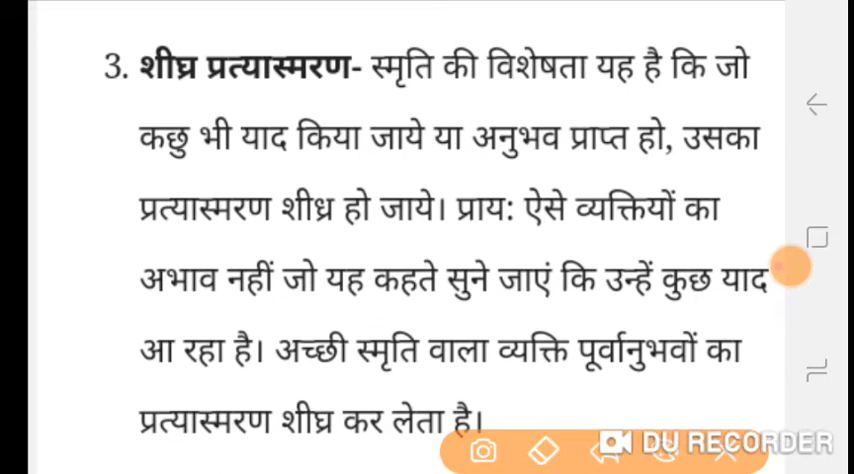 3. शीघ्र प्रत्यास्मरण- स्मृति की विशेषता यह है कि जो
कछु भी याद किया जाये या अनुभव प्राप्त हो, उसका
प्रत्यास्मरण शीध्र हो जाये। प्राय: ऐसे व्यक्तियों का
अभाव नहीं जो यह कहते सुने जाएं कि उन्हें कुछ याद
आ रहा है। अच्छी स्मृति वाला व्यक्ति पूर्वानुभवों का
प्रत्यास्मरण शीघ्र कर लेता है।
DU RECORDER